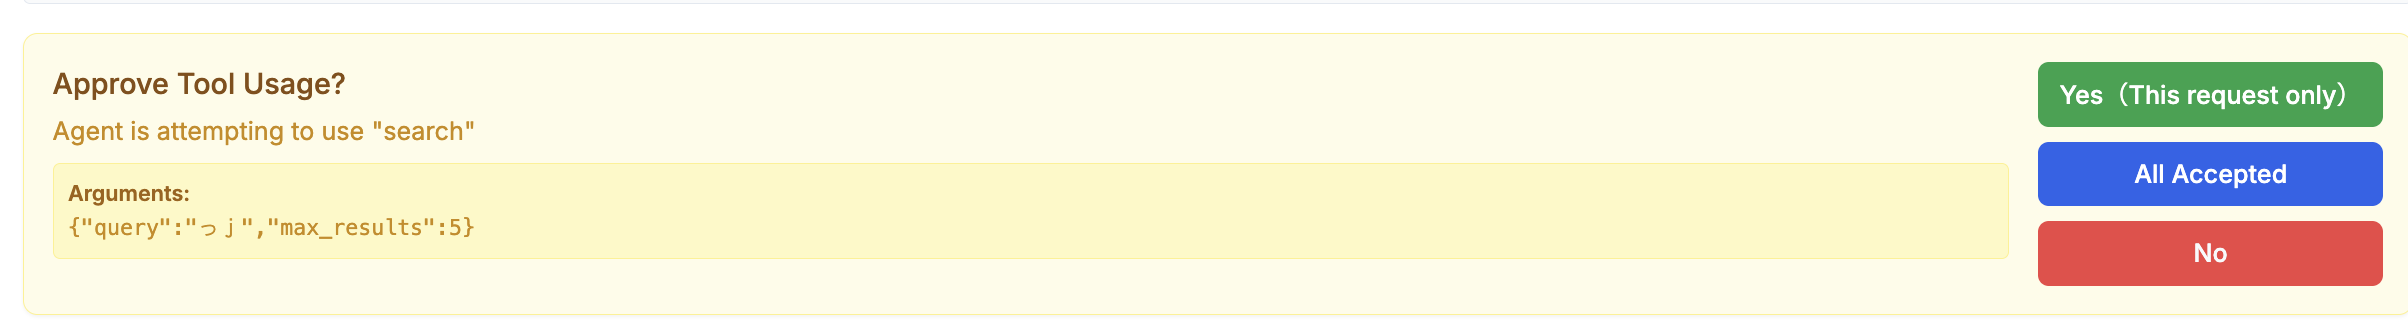 Approve Tool Usage?
Agent is attempting to use "search"
Arguments:
{"query":"っｊ","max_results":5}
Yes（This request only）
All Accepted
No